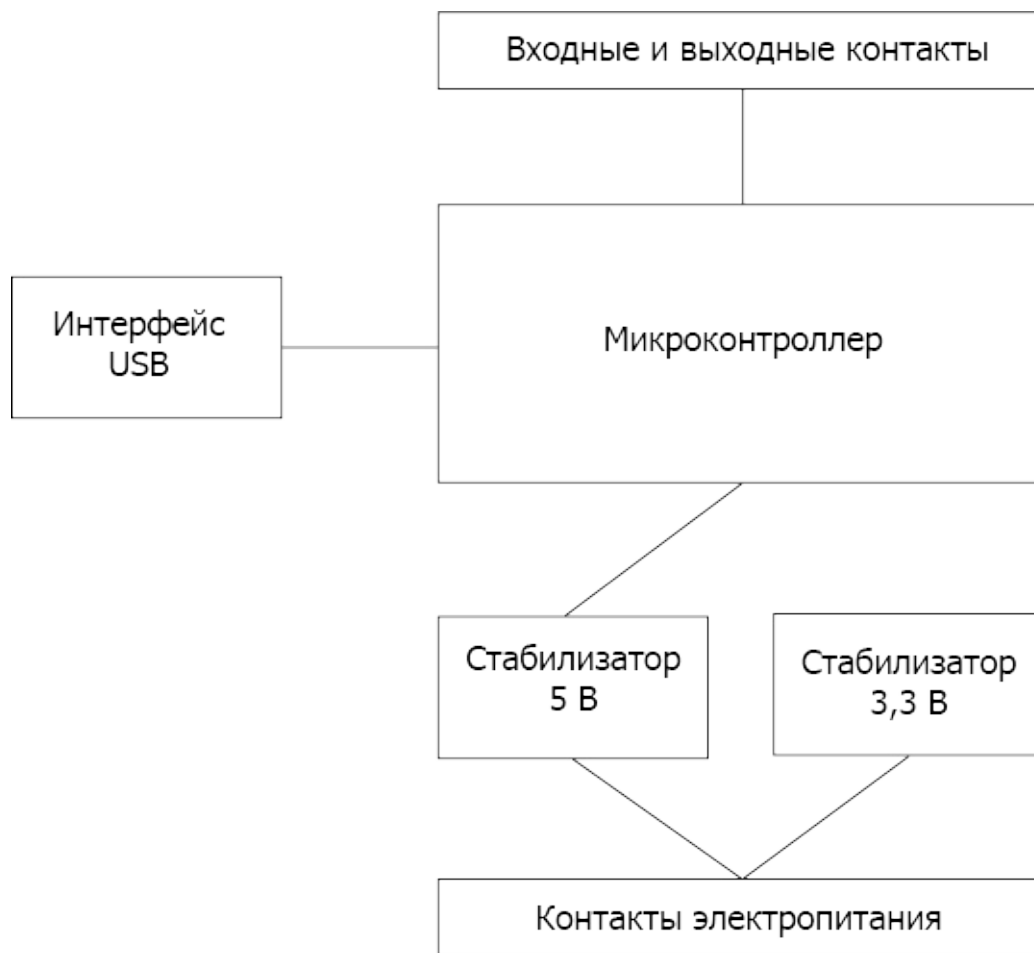 Входные и выходные контакты
Интерфейс
USB
Микроконтроллер
Стабилизатор
5 В
Стабилизатор
3,3 В
Контакты электропитания